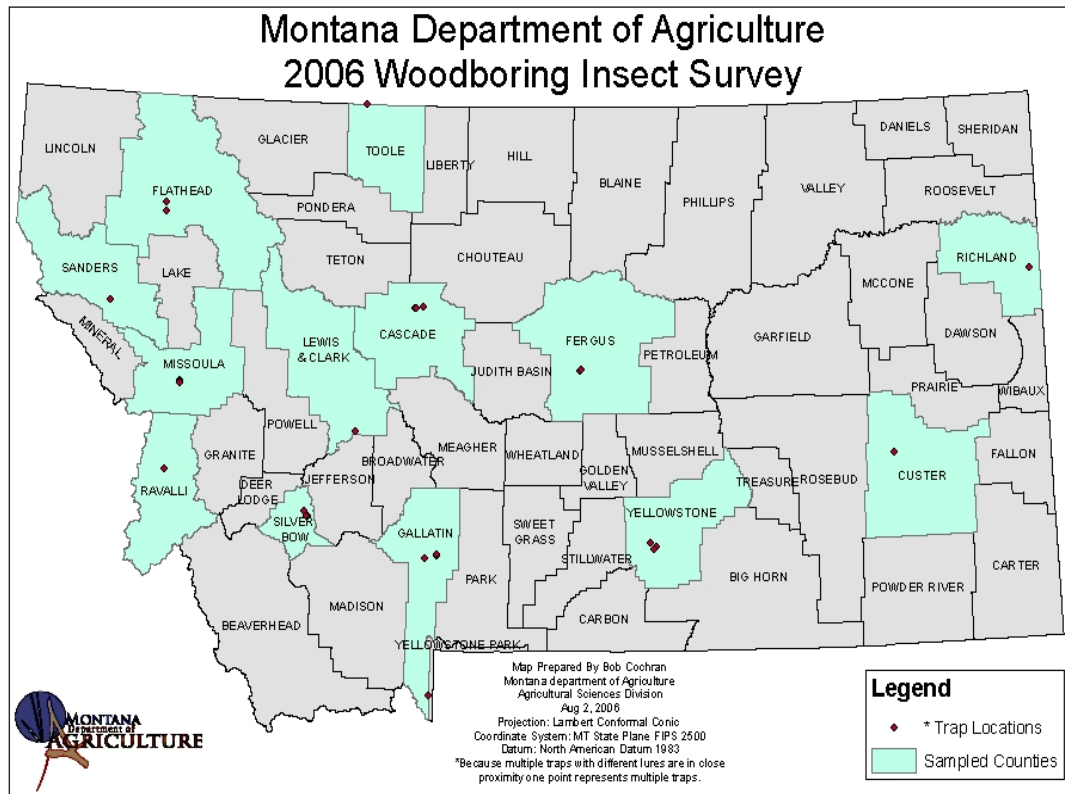 Montana Department of Agriculture
2006 Woodboring Insect Survey
LINCOLN
FLATHEAD
GLACIER
TOOLE
LIBERTY
HILL
BLAINE
PHILLIPS
VALLEY
DANIELS
SHERIDAN
ROOSEVELT
PONDERA
TETON
CHOUTEAU
SANDERS
LAKE
RICHLAND
MCCONE
MINERAL
MISSOULA
LEWIS
& CLARK
CASCADE
JUDITH BASIN
FERGUS
PETROLEUM
GARFIELD
DAWSON
PRAIRIE
WIBAUX
POWELL
GRANITE
RAVALLI
DEER
LODGE
JEFFERSON
BROADWATER
MEAGHER
WHEATLAND
GOLDEN
VALLEY
MUSSELSHELL
TREASURE
ROSEBUD
CUSTER
FALLON
SILVER
BOW
GALLATIN
SWEET
GRASS
STILLWATER
YELLOWSTONE
BIG HORN
POWDER RIVER
CARTER
BEAVERHEAD
MADISON
PARK
CARBON
YELLOWSTONE PARK
Map Prepared By Bob Cochran
Montana department of Agriculture
Agricultural Sciences Division
Aug 2, 2006
Projection: Lambert Conformal Conic
Coordinate System: MT State Plane FIPS 2500
Datum: North American Datum 1983
*Because multiple traps with different lures are in close
proximity one point represents multiple traps.
Legend
* Trap Locations
Sampled Counties
MONTANA
Department of
AGRICULTURE